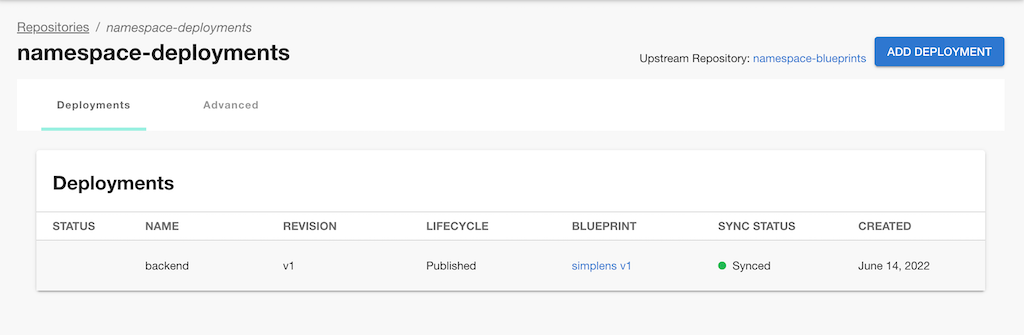 Repositories / namespace-deployments
namespace-deployments
Upstream Repository: namespace-blueprints ADD DEPLOYMENT
Deployments Advanced
Deployments
STATUS NAME REVISION LIFECYCLE BLUEPRINT SYNC STATUS CREATED
backend v1 Published simplens v1 Synced June 14, 2022